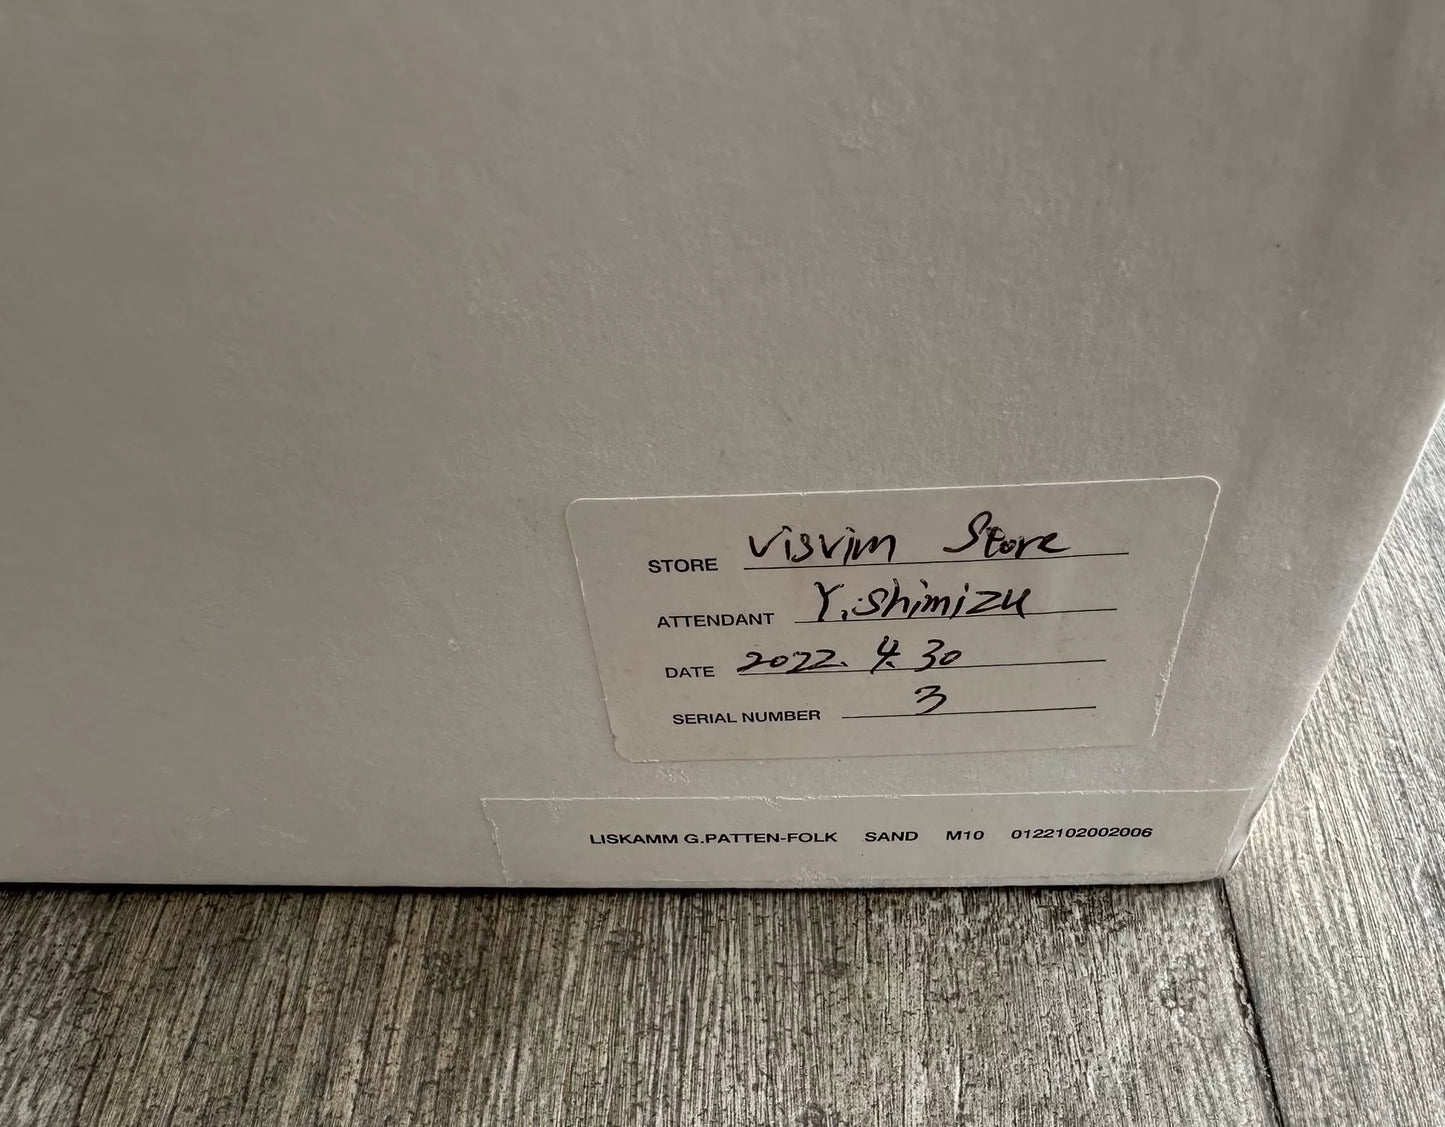 STORE visvim Store
ATTENDANT Y. Shimizu
DATE 2022. 4. 30
SERIAL NUMBER 3
LISKAMM G.PATTEN-FOLK SAND M10 0122102002006